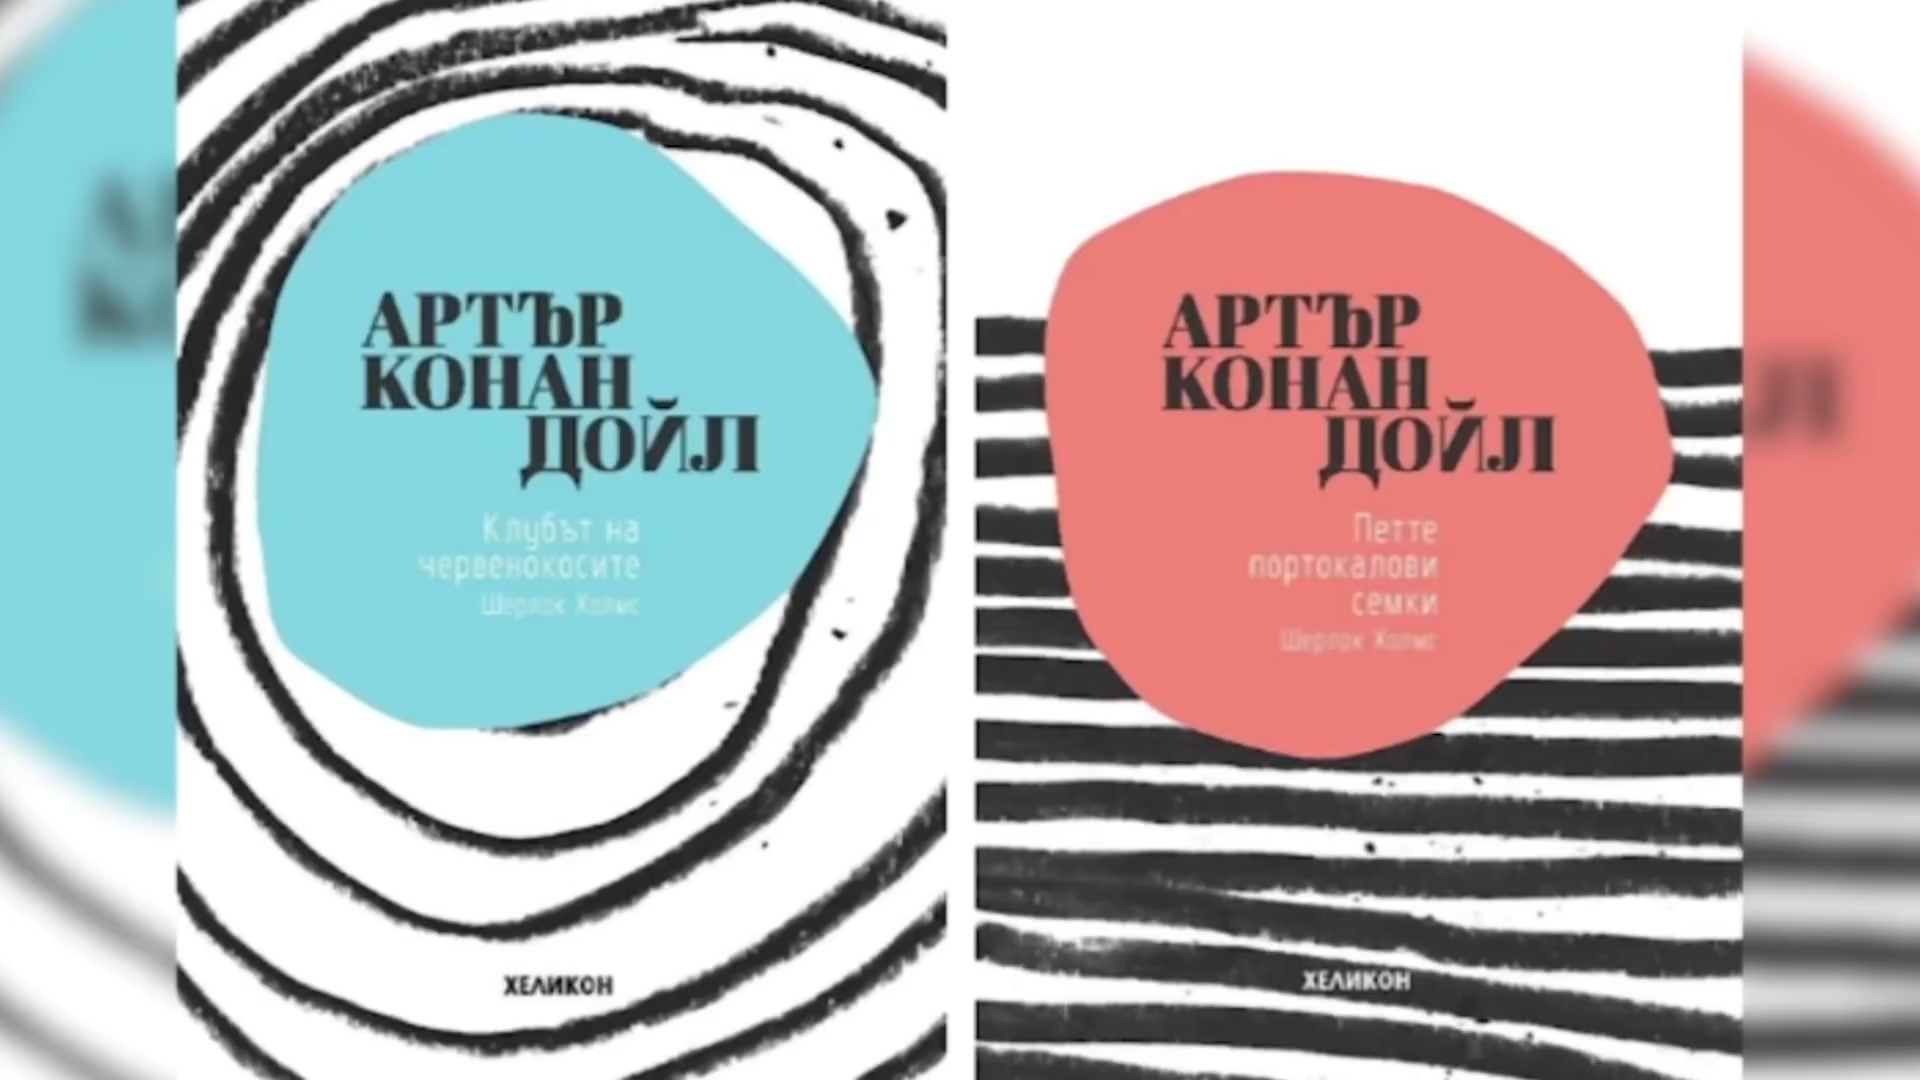 АРТЪР
КОНАН
ДОЙЛ
Клубът на
червенокосите
Шерлок Холмс
ХЕЛИКОН
АРТЪР
КОНАН
ДОЙЛ
Петте
портокалови
семки
Шерлок Холмс
ХЕЛИКОН